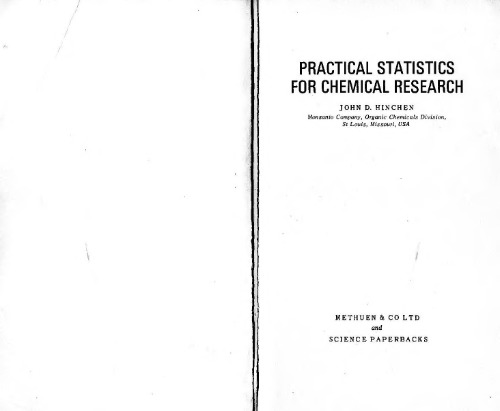 PRACTICAL STATISTICS
FOR CHEMICAL RESEARCH
JOHN D. HINCHEN
Monsanto Company, Organic Chemicals Division,
St Louis, Missouri, USA
METHUEN & CO LTD
and
SCIENCE PAPERBACKS